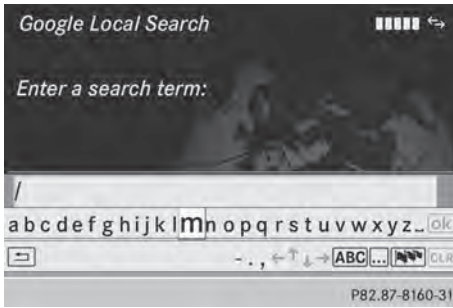 Google Local Search
Enter a search term:
/
a b c d e f g h i j k l m n o p q r s t u v w x y z _ ok
- . , ←↑↓→ ABC ... CLR
P82.87-8160-31